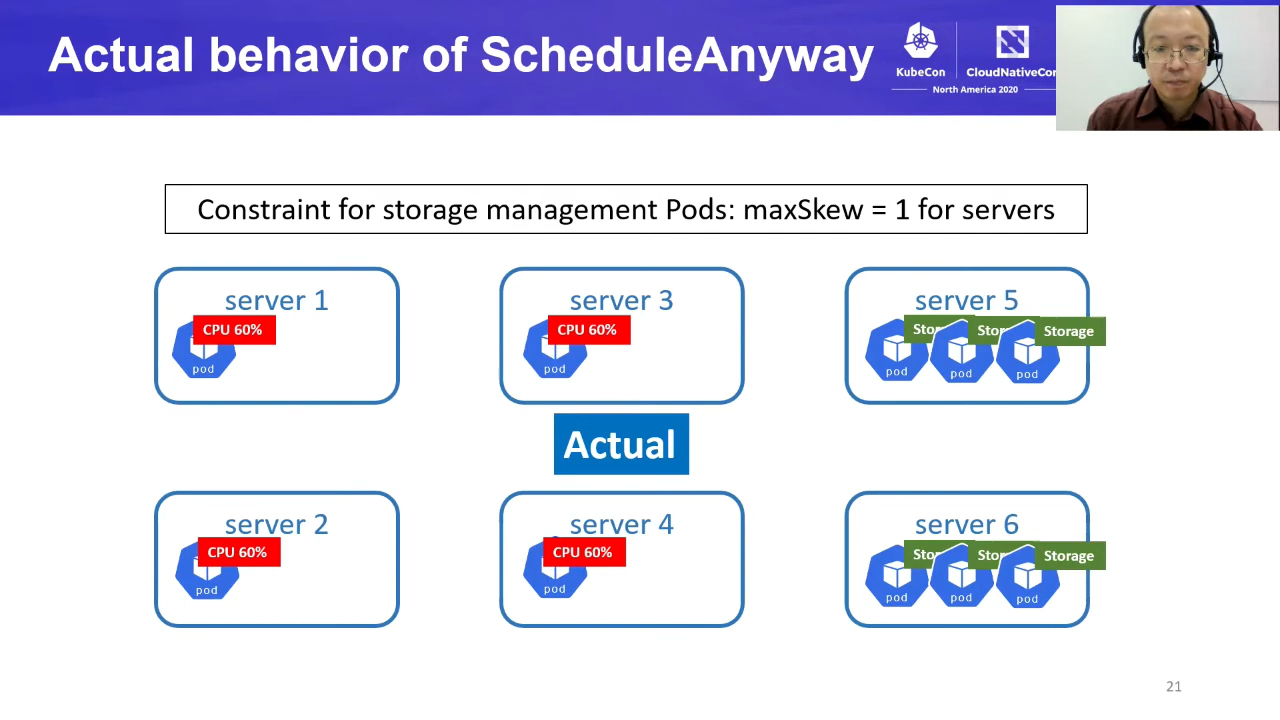 Actual behavior of ScheduleAnyway
KubeCon
CloudNativeCon
North America 2020
Constraint for storage management Pods: maxSkew = 1 for servers
server 1
CPU 60%
pod
server 3
CPU 60%
pod
server 5
Storage
pod
pod
pod
Actual
server 2
CPU 60%
pod
server 4
CPU 60%
pod
server 6
Storage
pod
pod
pod
21